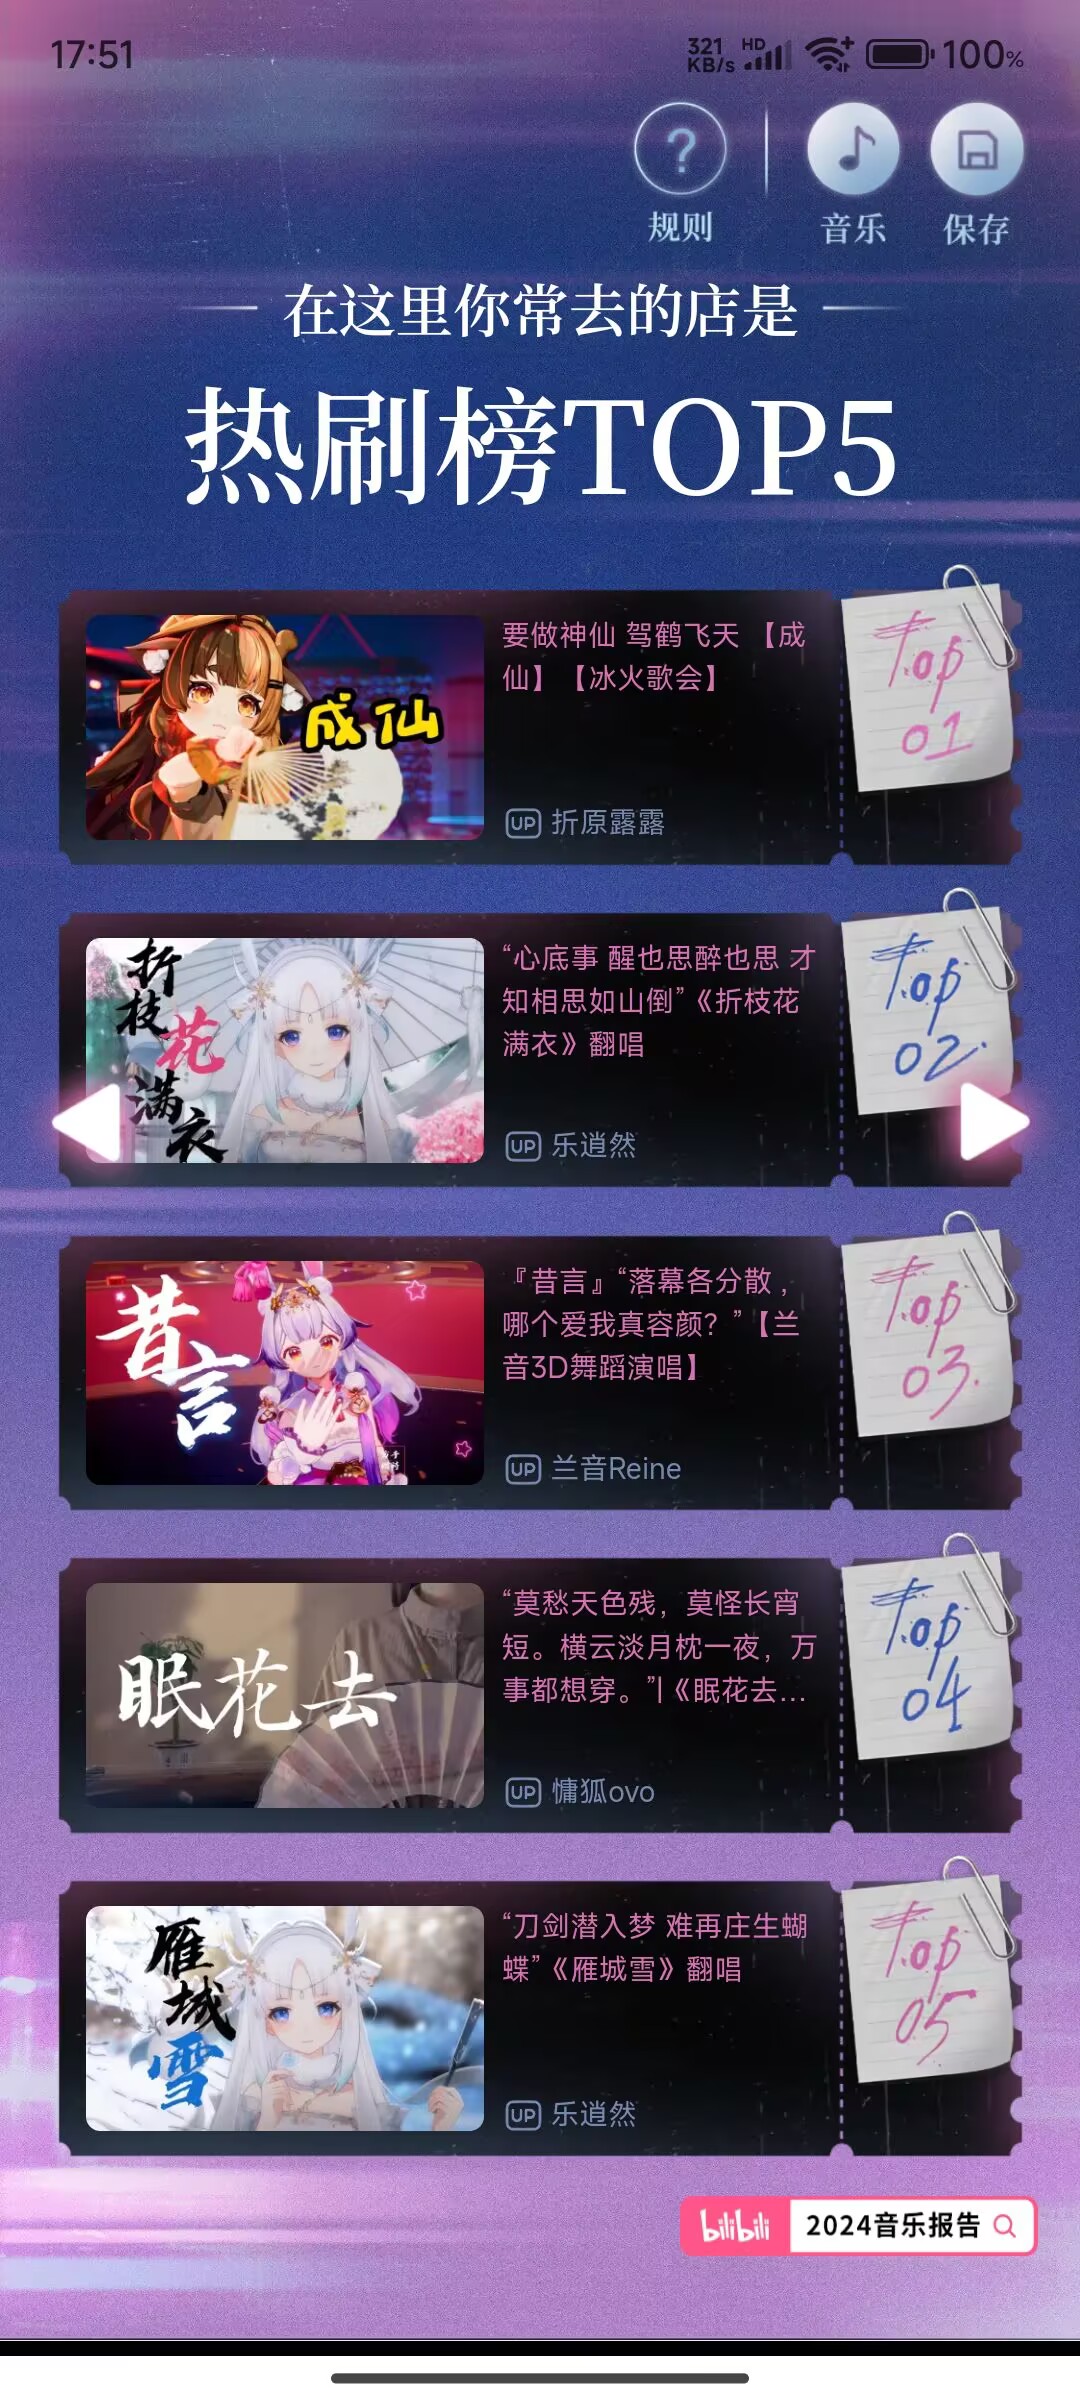 17:51
321
KB/s
HD
100%
规则
音乐
保存
在这里你常去的店是
热刷榜TOP5
成仙
要做神仙 驾鹤飞天 【成
仙】【冰火歌会】
UP 折原露露
Top
01
折
枝
花
满
衣
“心底事 醒也思醉也思 才
知相思如山倒”《折枝花
满衣》翻唱
UP 乐逍然
Top
02.
昔
言
『昔言』“落幕各分散，
哪个爱我真容颜？”【兰
音3D舞蹈演唱】
UP 兰音Reine
Top
03.
眠花去
“莫愁天色残，莫怪长宵
短。横云淡月枕一夜，万
事都想穿。”|《眠花去...
UP 慵狐ovo
Top
04
雁
城
雪
“刀剑潜入梦 难再庄生蝴
蝶”《雁城雪》翻唱
UP 乐逍然
Top
05
bilibili 2024音乐报告